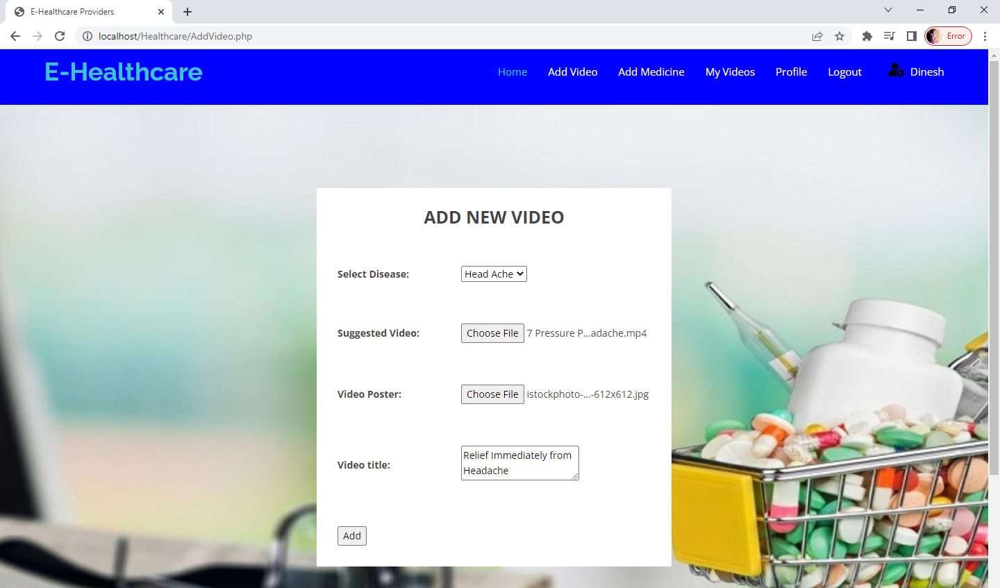 E-Healthcare Providers
localhost/Healthcare/AddVideo.php
Error
E-Healthcare
Home Add Video Add Medicine My Videos Profile Logout Dinesh
ADD NEW VIDEO
Select Disease: Head Ache
Suggested Video: Choose File 7 Pressure P...adache.mp4
Video Poster: Choose File istockphoto-...-612x612.jpg
Video title: Relief Immediately from
Headache
Add